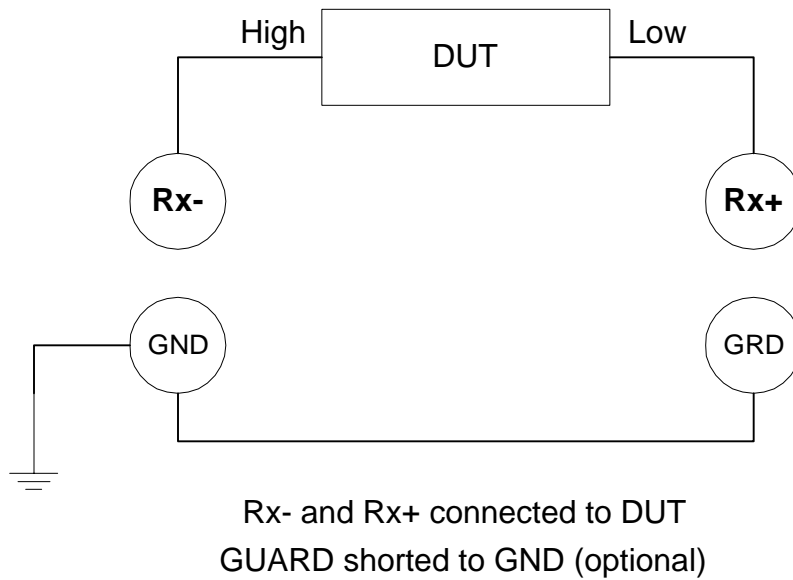 High
DUT
Low
Rx-
Rx+
GND
GRD
Rx- and Rx+ connected to DUT
GUARD shorted to GND (optional)